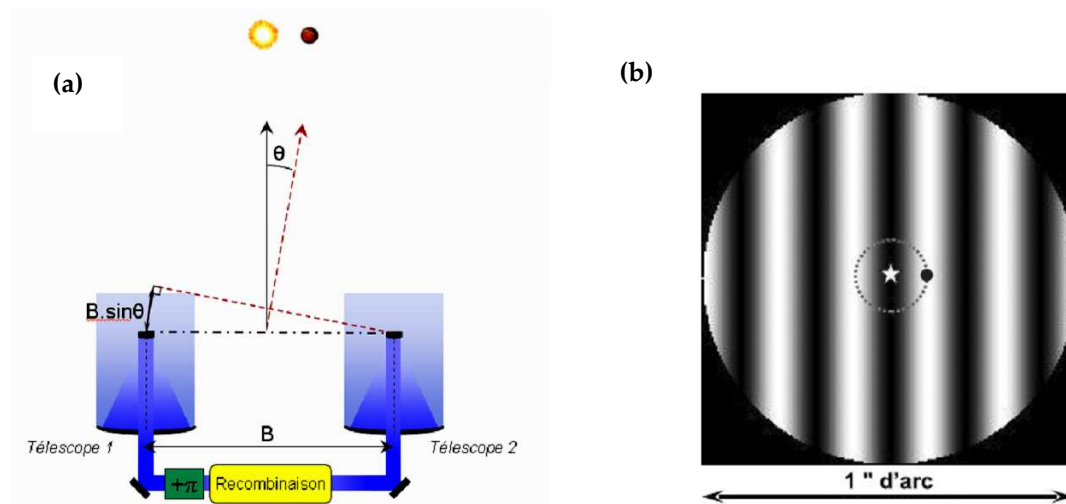 (a)
θ
B.sinθ
Télescope 1
B
Télescope 2
+π
Recombinaison
(b)
1 " d'arc